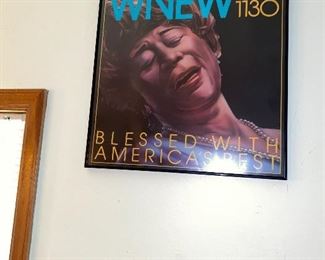 WNEW 1130
BLESSED WITH
AMERICAS BEST